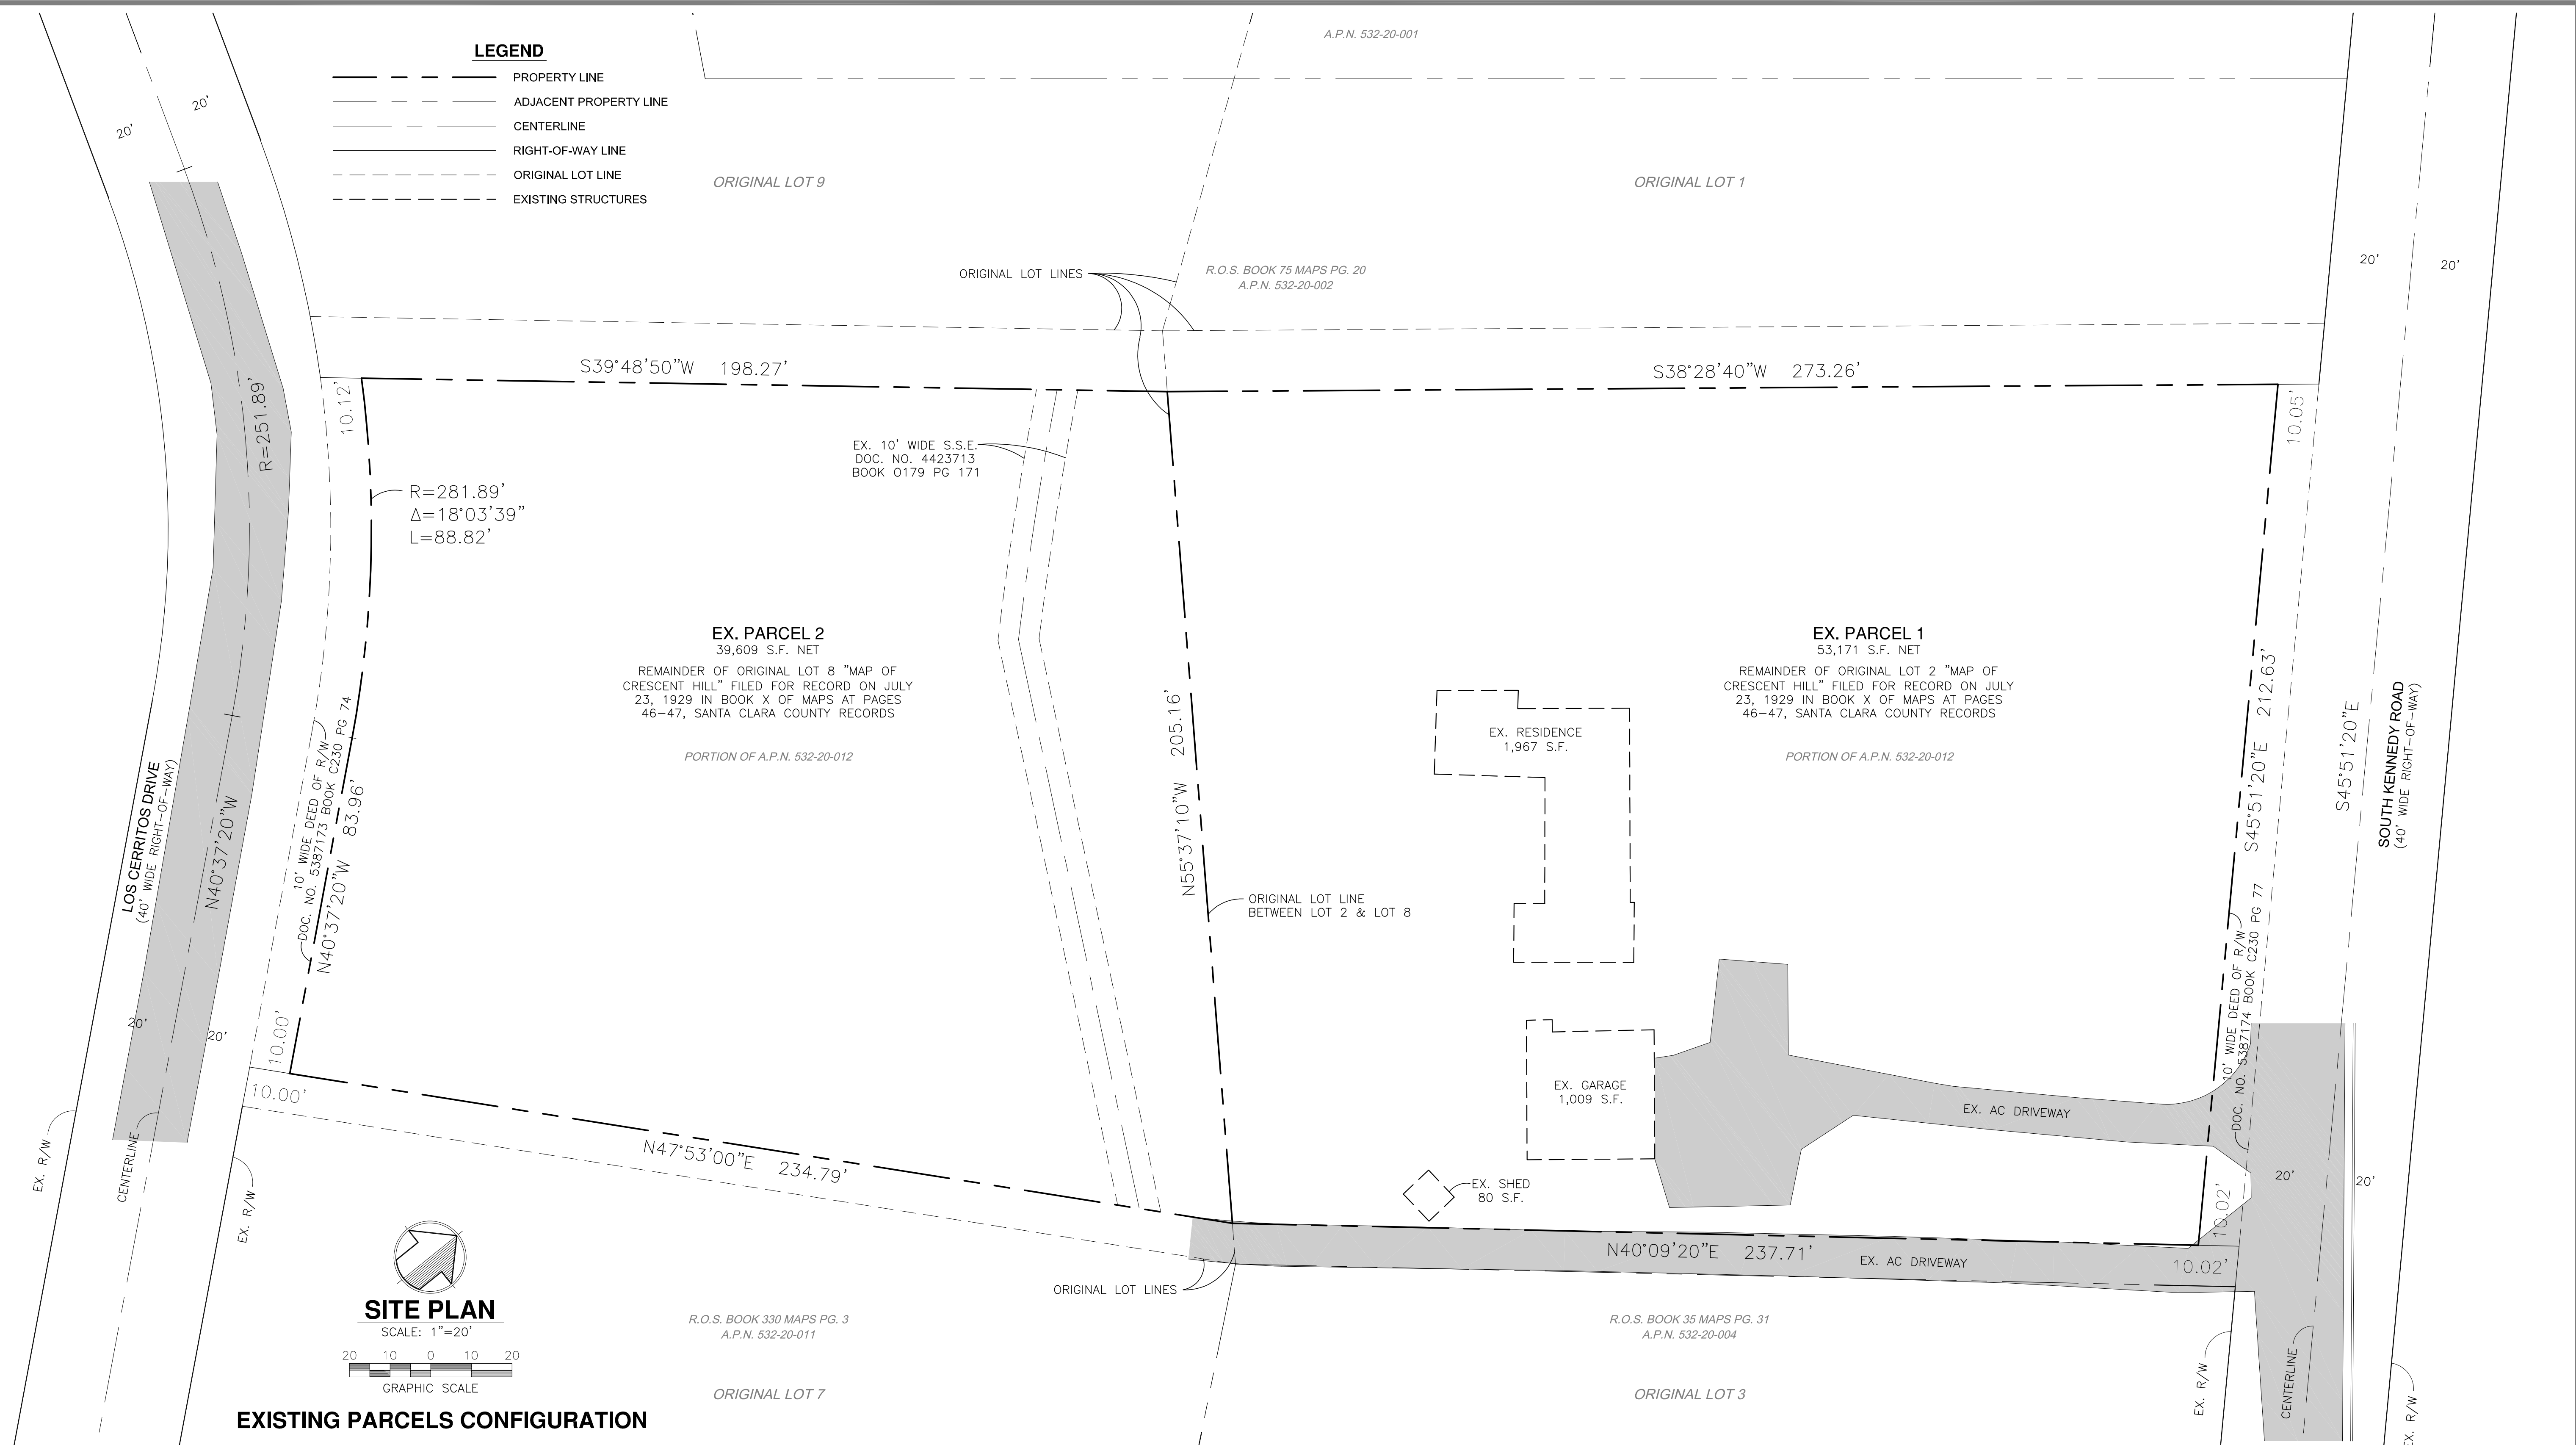 A.P.N. 532-20-001
LEGEND
PROPERTY LINE
ADJACENT PROPERTY LINE
CENTERLINE
RIGHT-OF-WAY LINE
ORIGINAL LOT LINE
EXISTING STRUCTURES
20'
20'
ORIGINAL LOT 9
ORIGINAL LOT 1
ORIGINAL LOT LINES
R.O.S. BOOK 75 MAPS PG. 20
A.P.N. 532-20-002
20'
20'
S39°48'50"W 198.27'
S38°28'40"W 273.26'
10.12'
R=251.89'
10.05'
EX. 10' WIDE S.S.E.
DOC. NO. 4423713
BOOK O179 PG 171
R=281.89'
Δ=18°03'39"
L=88.82'
EX. PARCEL 2
39,609 S.F. NET
REMAINDER OF ORIGINAL LOT 8 "MAP OF
CRESCENT HILL" FILED FOR RECORD ON JULY
23, 1929 IN BOOK X OF MAPS AT PAGES
46-47, SANTA CLARA COUNTY RECORDS
PORTION OF A.P.N. 532-20-012
EX. PARCEL 1
53,171 S.F. NET
REMAINDER OF ORIGINAL LOT 2 "MAP OF
CRESCENT HILL" FILED FOR RECORD ON JULY
23, 1929 IN BOOK X OF MAPS AT PAGES
46-47, SANTA CLARA COUNTY RECORDS
PORTION OF A.P.N. 532-20-012
N55°37'10"W 205.16'
EX. RESIDENCE
1,967 S.F.
S45°51'20"E 212.63'
S45°51'20"E
SOUTH KENNEDY ROAD
(40' WIDE RIGHT-OF-WAY)
LOS CERRITOS DRIVE
(40' WIDE RIGHT-OF-WAY)
N40°37'20"W
10' WIDE DEED OF R/W
DOC. NO. 5387173 BOOK C230 PG 74
N40°37'20"W 83.96'
ORIGINAL LOT LINE
BETWEEN LOT 2 & LOT 8
10' WIDE DEED OF R/W
DOC. NO. 5387174 BOOK C230 PG 77
20'
20'
10.00'
10.00'
EX. GARAGE
1,009 S.F.
EX. AC DRIVEWAY
N47°53'00"E 234.79'
EX. SHED
80 S.F.
20'
20'
10.02'
EX. R/W
CENTERLINE
EX. R/W
N40°09'20"E 237.71'
EX. AC DRIVEWAY
10.02'
ORIGINAL LOT LINES
SITE PLAN
SCALE: 1"=20'
20 10 0 10 20
GRAPHIC SCALE
R.O.S. BOOK 330 MAPS PG. 3
A.P.N. 532-20-011
R.O.S. BOOK 35 MAPS PG. 31
A.P.N. 532-20-004
ORIGINAL LOT 7
ORIGINAL LOT 3
EX. R/W
CENTERLINE
EX. R/W
EXISTING PARCELS CONFIGURATION